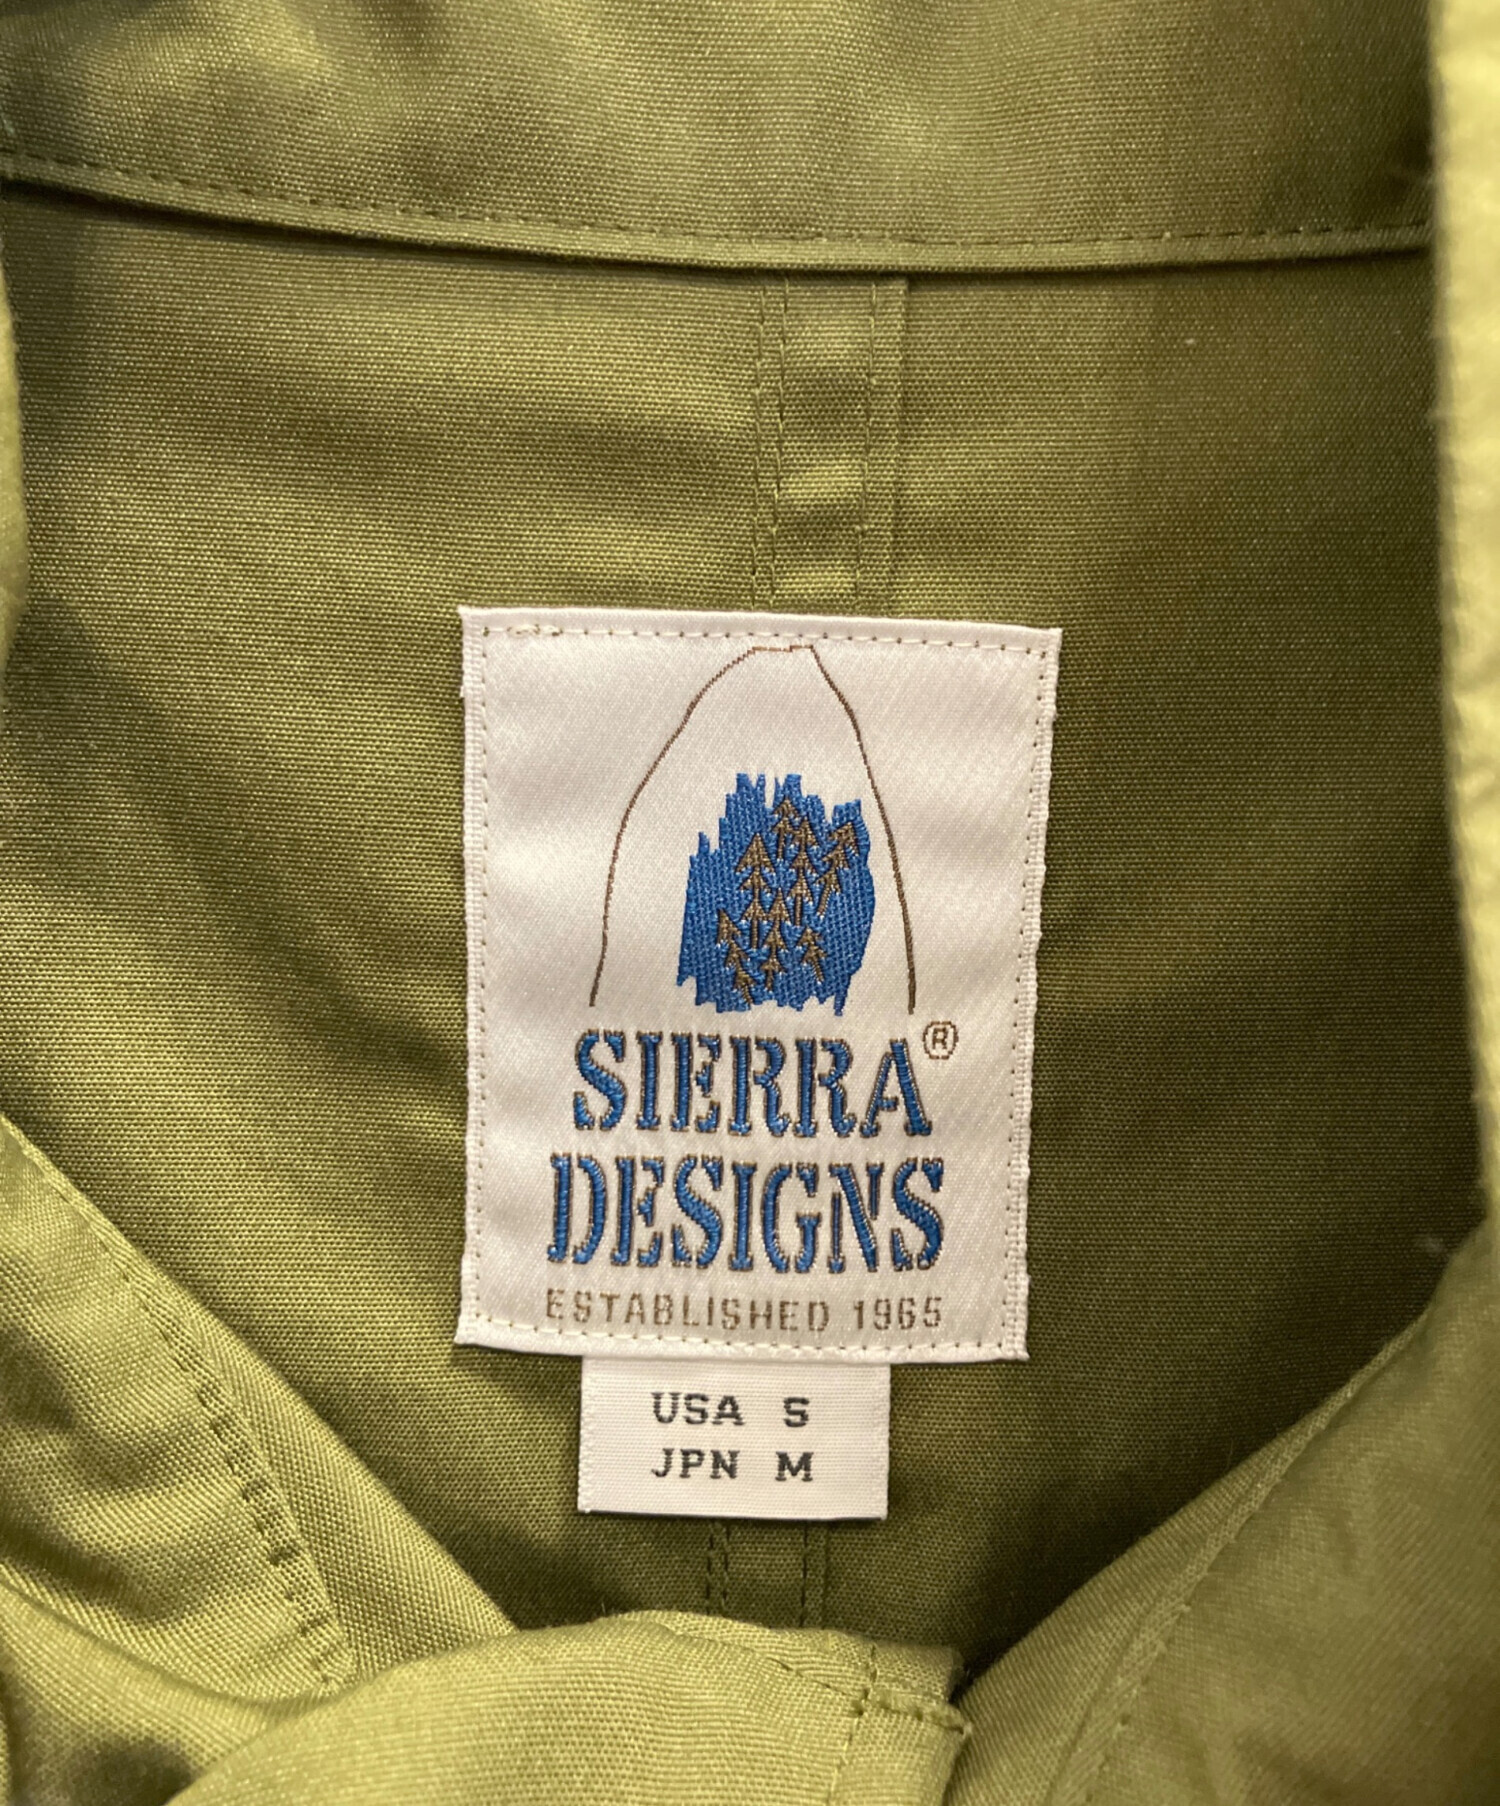 SIERRA®
DESIGNS
ESTABLISHED 1965
USA S
JPN M